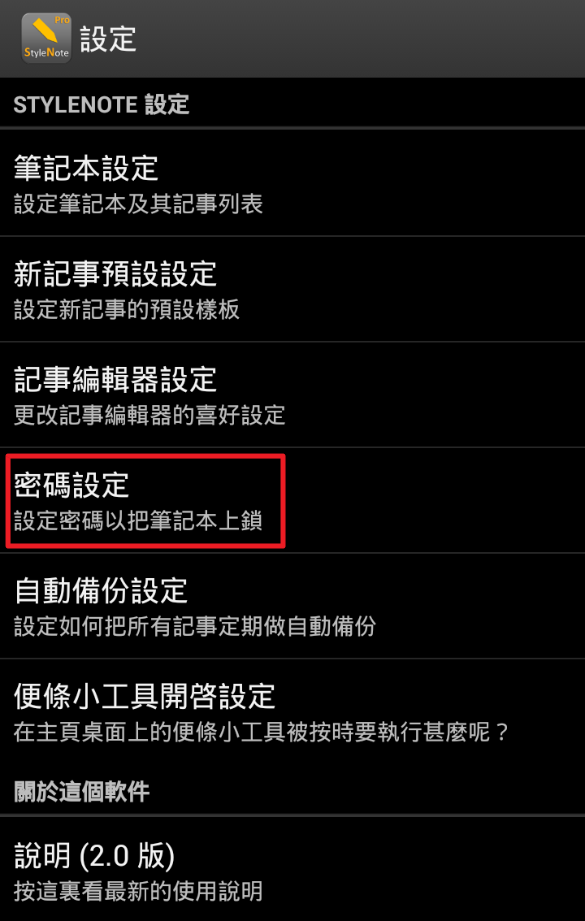 Pro
StyleNote
設定
STYLENOTE 設定
筆記本設定
設定筆記本及其記事列表
新記事預設設定
設定新記事的預設樣板
記事編輯器設定
更改記事編輯器的喜好設定
密碼設定
設定密碼以把筆記本上鎖
自動備份設定
設定如何把所有記事定期做自動備份
便條小工具開啓設定
在主頁桌面上的便條小工具被按時要執行甚麼呢？
關於這個軟件
說明 (2.0 版)
按這裏看最新的使用說明